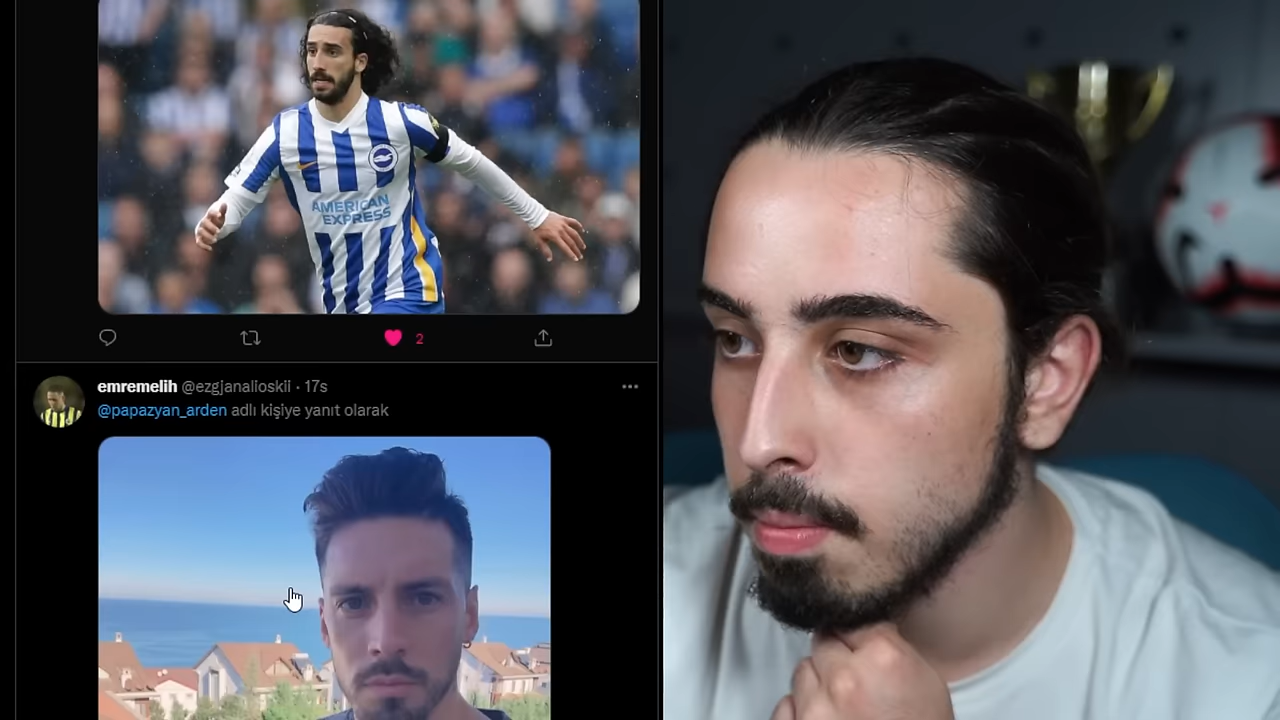 AMERICAN
EXPRESS
2
emremelih @ezgjanalioskii · 17s
@papazyan_arden adlı kişiye yanıt olarak